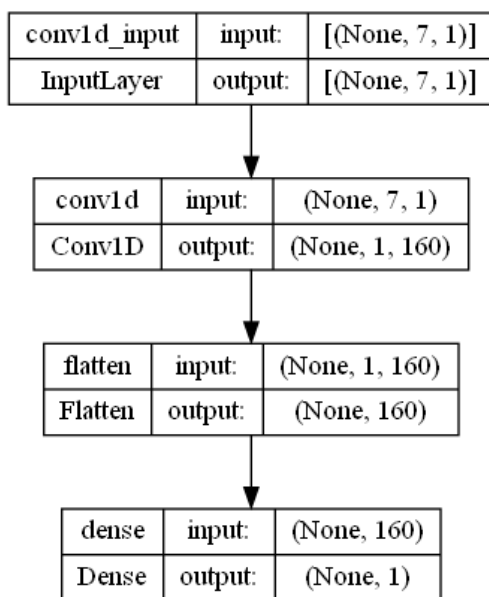 conv1d_input input: [(None, 7, 1)]
InputLayer output: [(None, 7, 1)]
conv1d input: (None, 7, 1)
Conv1D output: (None, 1, 160)
flatten input: (None, 1, 160)
Flatten output: (None, 160)
dense input: (None, 160)
Dense output: (None, 1)